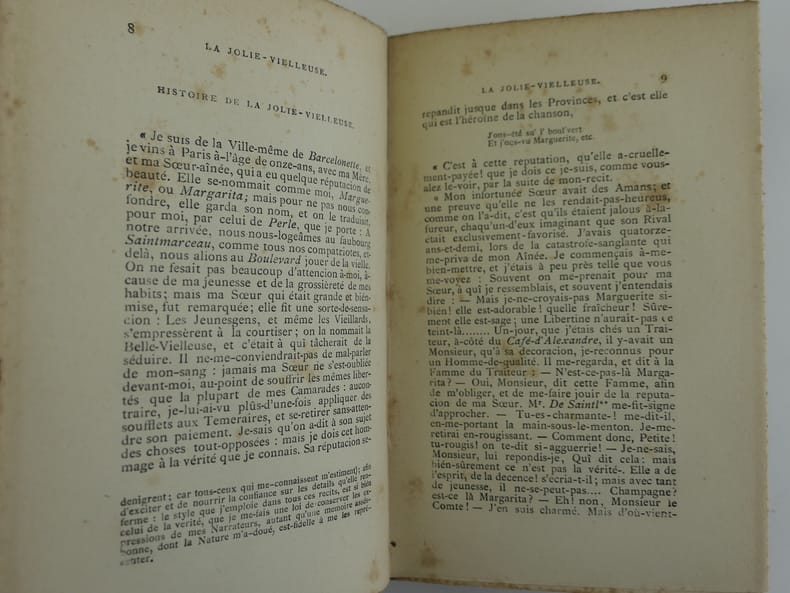 8
LA JOLIE-VIELLEUSE.
HISTOIRE DE LA JOLIE-VIELLEUSE.
« Je suis de la Ville-même de Barcelonette, et
je vins à Paris à-l'âge de onze-ans, avec ma Mère,
et ma Sœur-aînée, qui a eu quelque réputation de
beauté. Elle se-nommait comme moi, Margue-
rite, ou Margarita; mais pour ne pas nous con-
fondre, elle garda son nom, et on le traduisit,
pour moi, par celui de Perle, que je porte : A
notre arrivée, nous-nous-logeâmes au faubourg
Saintmarceau, comme tous nos compatriotes, et-
delà, nous alions au Boulevard jouer de la vielle.
On ne fesait pas beaucoup d'attencion à-moi, à-
cause de ma jeunesse et de la grossièreté de mes
habits; mais ma Sœur qui était grande et bién-
mise, fut remarquée; elle fit une sorte-de-sensa-
cion : Les Jeunesgens, et même les Vieillards,
s'empressèrent à la courtiser; on la nommait la
Belle-Vielleuse, et c'était-à qui tâcherait de la
séduire. Il ne-me-conviendrait-pas de mal-parler
de mon-sang : jamais ma Sœur ne s'est-oubliée
devant-moi, au-point de souffrir les mêmes liber-
tés que la plupart de mes Camarades : aucon-
traire, je-lui-ai-vu plûs-d'une-fois appliquer des
soufflets aux Temeraires, et se-retirer sans-atten-
dre son paiement. Je-sais qu'on a-dit à son sujet
des choses tout-opposées : mais je dois cet hom-
mage à la vérité que je connais. Sa réputacion se-
denigrent; car tous-ceux qui me-connaissent m'estiment); afin
d'exciter et de nourrir la confiance sur les détails qu'elle ren-
ferme : le style que j'emploie dans tous ces recits, est si bién
celui de la verité, que je me-fais une loi de-conserver les ex-
pressions de mes Narrateurs, autant qu'une memoire assés-
bonne, dont la Nature m'a-doué, est-fidelle à me les repré-
senter.
LA JOLIE-VIELLEUSE.
9
repandit jusque dans les Provinces, et c'est elle
qui est l'héroïne de la chanson,
J'ons-été su' l' boul'vert
Et j'ons-vu Marguerite, etc.
« C'est à cette reputation, qu'elle a-cruelle-
ment-payée! que je dois ce je-suis, comme vous-
alez le-voir, par la suite de mon-recit.
« Mon infortunée Sœur avait des Amans; et
une preuve qu'elle ne les rendait-pas-heureus,
comme on l'a-dit, c'est qu'ils étaient jalous à-la-
fureur, chaqu'un-d'eux imaginant que son Rival
était exclusivement-favorisé. J'avais quatorze-
ans-et-demi, lors de la catastrofe-sanglante qui
me-priva de mon Aînée. Je commençais à-me-
bien-mettre, et j'étais à peu près telle que vous
me-voyez : Souvent on me-prenait pour ma
Sœur, à qui je ressemblais, et souvent j'entendais
dire : — Mais je-ne-croyais-pas Marguerite si-
bién! elle est-adorable! quelle fraîcheur! Sûre-
ment elle est-sage; une Libertine n'aurait-pas ce
teint-là........ Un-jour, que j'étais chés un Trai-
teur, à-côté du Café-d'Alexandre, il y-avait un
Monsieur, qu'à sa decoracion, je-reconnus pour
un Homme-de-qualité. Il me-regarda, et dit à la
Famme du Traiteur : — N'est-ce-pas-là Marga-
rita? — Oui, Monsieur, dit cette Famme, afin
de m'obliger, et de me-faire jouir de la reputa-
cion de ma Sœur. Mr. De Saintl** me-fit-signe
d'approcher. — Tu-es-charmante-! me-dit-il,
en-me-portant la main-sous-le-menton. Je-me-
retirai en-rougissant. — Comment donc, Petite!
tu-rougis! on te-dit si-agguerrie! — Je-ne-sais,
Monsieur, lui repondis-je, Qui dit cela: mais
bién-sûrement ce n'est-pas la vérité-. Elle a de
l'esprit, de la decence! s'écria-t-il; mais avec tant
de jeunesse, il ne-se-peut-pas.... Champagne?
est-ce là Margarita? — Eh! non, Monsieur le
Comte! — J'en suis charmé. Mais d'où-vient-